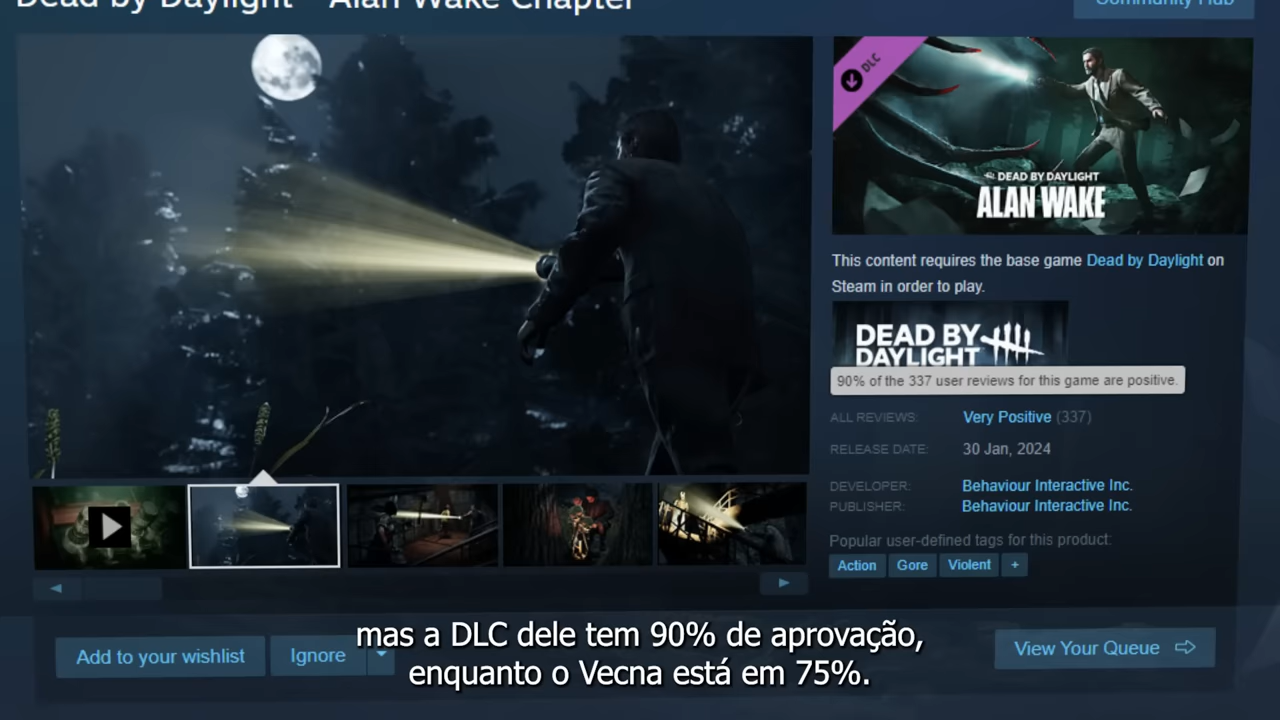 Dead by Daylight - Alan Wake Chapter
Community Hub
DLC
DEAD BY DAYLIGHT
ALAN WAKE
This content requires the base game Dead by Daylight on
Steam in order to play.
DEAD BY
DAYLIGHT
90% of the 337 user reviews for this game are positive.
ALL REVIEWS:
Very Positive (337)
RELEASE DATE:
30 Jan, 2024
DEVELOPER:
Behaviour Interactive Inc.
PUBLISHER:
Behaviour Interactive Inc.
Popular user-defined tags for this product:
Action Gore Violent +
mas a DLC dele tem 90% de aprovação,
enquanto o Vecna está em 75%.
Add to your wishlist
Ignore
View Your Queue